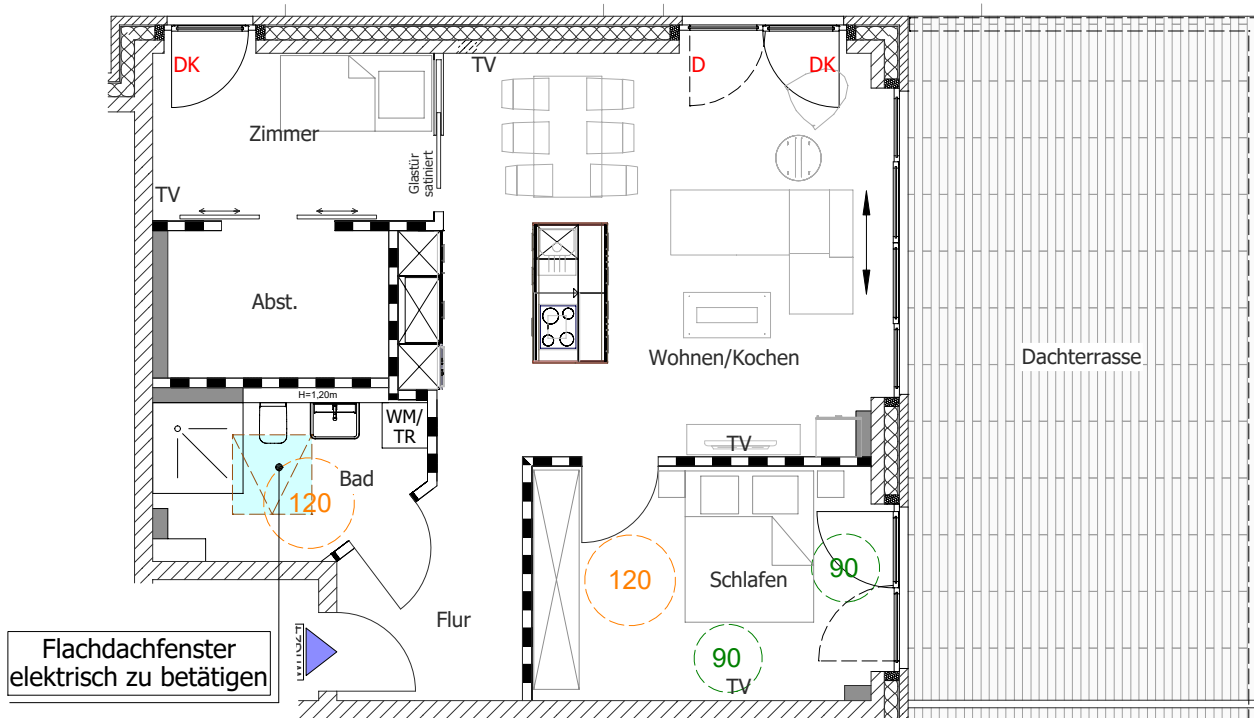 DK
TV
D
DK
Zimmer
Glastür
satiniert
TV
Abst.
Wohnen/Kochen
Dachterrasse
H=1,20m
WM/
TR
TV
Bad
120
120
Schlafen
90
Flur
90
TV
Flachdachfenster
elektrisch zu betätigen